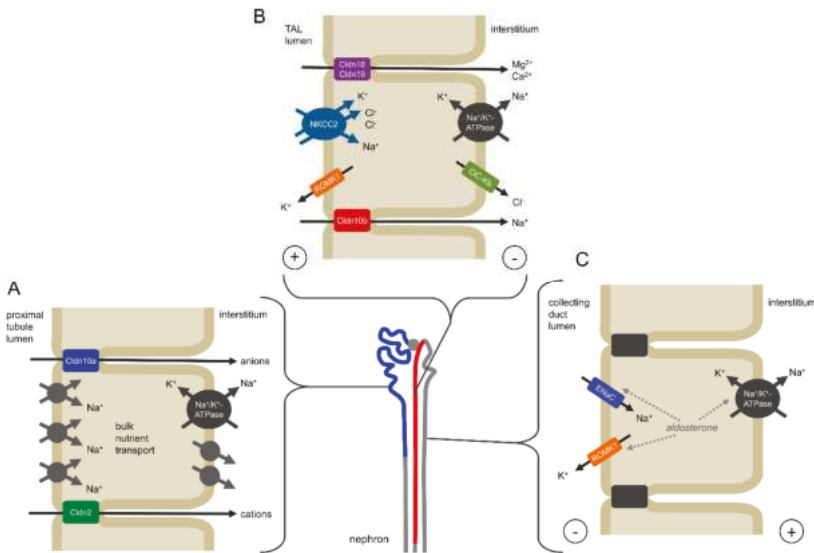 B
TAL
lumen
interstitium
Cldn16
Cldn19
Mg²⁺
Ca²⁺
K⁺
Cl⁻
Cl⁻
Na⁺
NKCC2
K⁺
Na⁺
Na⁺/K⁺-
ATPase
ROMK1
K⁺
ClC-Kb
Cl⁻
Cldn10b
Na⁺
+
-
A
proximal
tubule
lumen
interstitium
Cldn10a
anions
Na⁺
Na⁺
Na⁺
bulk
nutrient
transport
K⁺
Na⁺
Na⁺/K⁺-
ATPase
Cldn2
cations
nephron
C
collecting
duct
lumen
interstitium
ENaC
Na⁺
aldosterone
K⁺
Na⁺
Na⁺/K⁺-
ATPase
ROMK1
K⁺
-
+